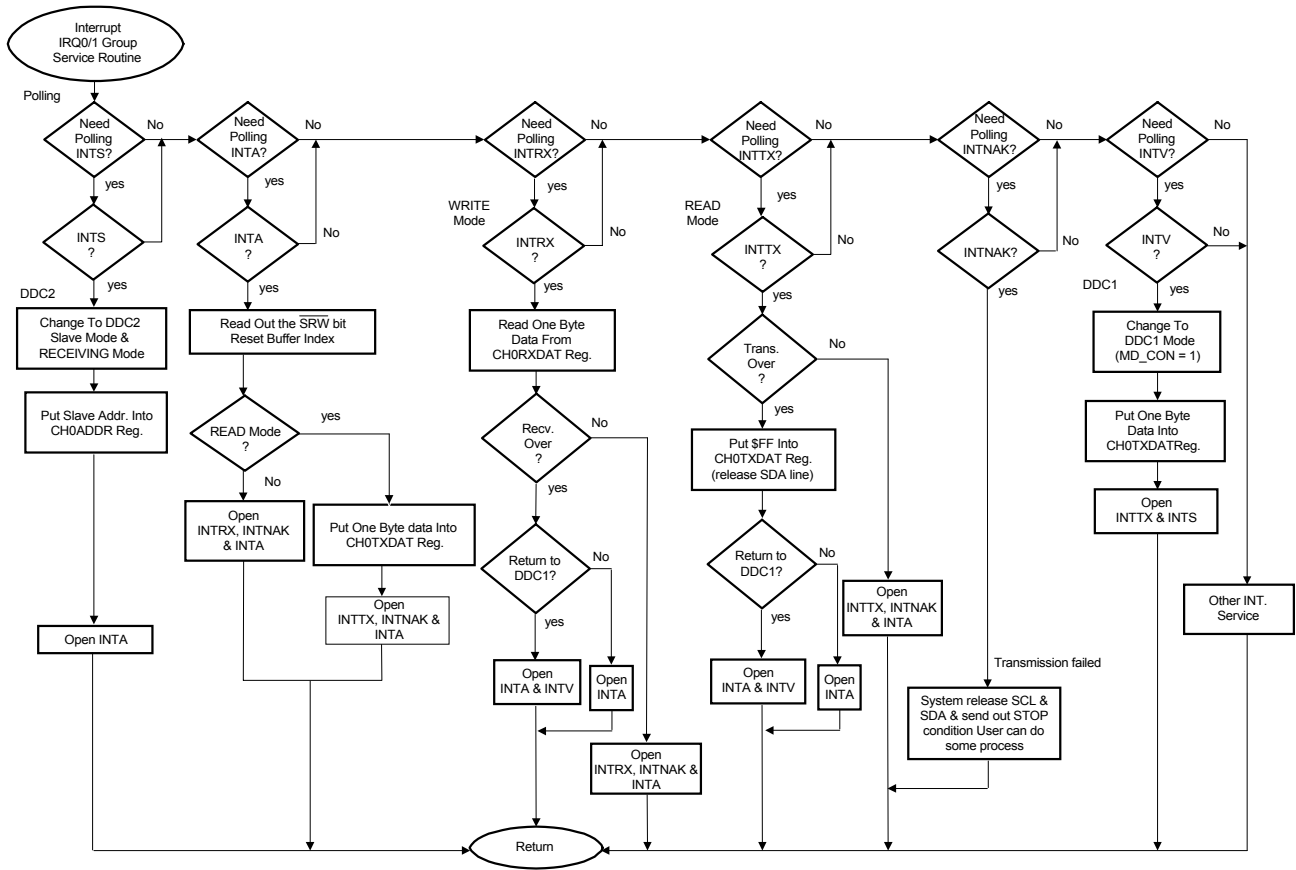 Interrupt
IRQ0/1 Group
Service Routine
Polling
Need
Polling
INTS?
No
yes
INTS
?
No
yes
DDC2
Change To DDC2
Slave Mode &
RECEIVING Mode
Put Slave Addr. Into
CH0ADDR Reg.
Open INTA
Need
Polling
INTA?
No
yes
INTA
?
No
yes
Read Out the SRW bit
Reset Buffer Index
READ Mode
?
yes
No
Open
INTRX, INTNAK
& INTA
Put One Byte data Into
CH0TXDAT Reg.
Open
INTTX, INTNAK &
INTA
Need
Polling
INTRX?
No
yes
WRITE
Mode
INTRX
?
No
yes
Read One Byte
Data From
CH0RXDAT Reg.
Recv.
Over
?
No
yes
Return to
DDC1?
No
yes
Open
INTA & INTV
Open
INTA
Open
INTRX, INTNAK &
INTA
Need
Polling
INTTX?
No
yes
READ
Mode
INTTX
?
No
yes
Trans.
Over
?
No
yes
Put $FF Into
CH0TXDAT Reg.
(release SDA line)
Return to
DDC1?
No
yes
Open
INTA & INTV
Open
INTA
Open
INTTX, INTNAK
& INTA
Need
Polling
INTNAK?
No
yes
INTNAK?
No
yes
Transmission failed
System release SCL &
SDA & send out STOP
condition User can do
some process
Need
Polling
INTV?
No
yes
INTV
?
No
yes
DDC1
Change To
DDC1 Mode
(MD_CON = 1)
Put One Byte
Data Into
CH0TXDATReg.
Open
INTTX & INTS
Other INT.
Service
Return